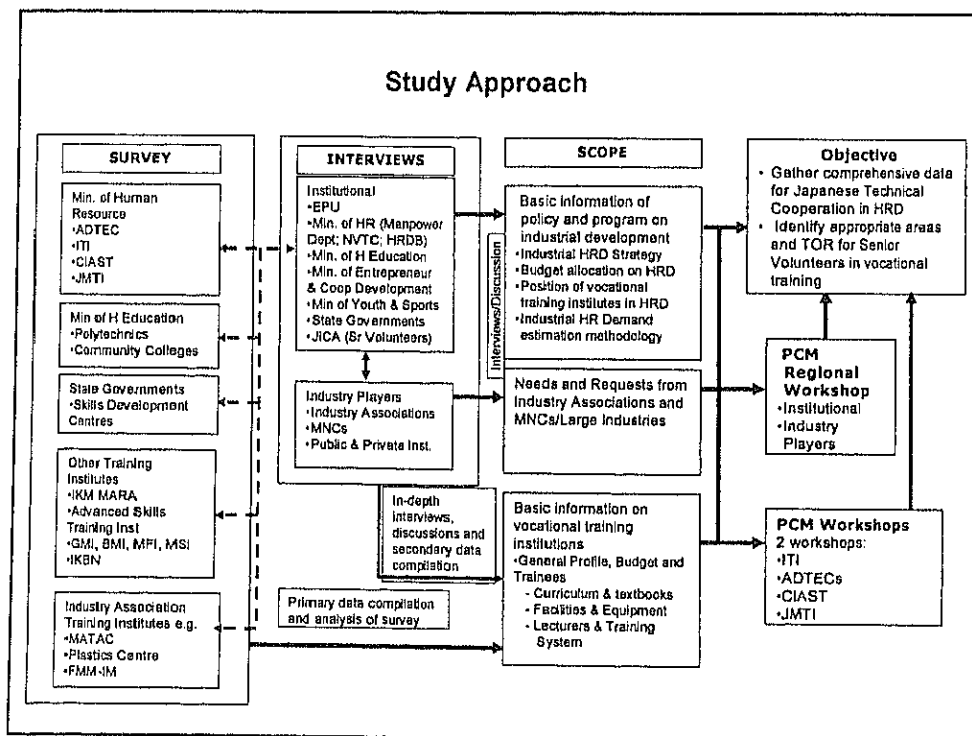 Study Approach
SURVEY
Min. of Human
Resource
•ADTEC
•ITI
•CIAST
•JMTI
Min of H Education
•Polytechnics
•Community Colleges
State Governments
•Skills Development
Centres
Other Training
Institutes
•IKM MARA
•Advanced Skills
Training Inst
•GMI, BMI, MFI, MSI
•IKBN
Industry Association
Training Institutes e.g.
•MATAC
•Plastics Centre
•FMM-IM
INTERVIEWS
Institutional
•EPU
•Min. of HR (Manpower
Dept; NVTC; HRDB)
•Min. of H Education
•Min. of Entrepreneur
& Coop Development
•Min of Youth & Sports
•State Governments
•JICA (Sr Volunteers)
Industry Players
•Industry Associations
•MNCs
•Public & Private Inst.
In-depth
interviews,
discussions and
secondary data
compilation
Primary data compilation
and analysis of survey
Interviews/Discussion
SCOPE
Basic information of
policy and program on
industrial development
•Industrial HRD Strategy
•Budget allocation on HRD
•Position of vocational
training institutes in HRD
•Industrial HR Demand
estimation methodology
Needs and Requests from
Industry Associations and
MNCs/Large Industries
Basic information on
vocational training
institutions
•General Profile, Budget and
Trainees
- Curriculum & textbooks
- Facilities & Equipment
- Lecturers & Training
System
Objective
• Gather comprehensive data
for Japanese Technical
Cooperation in HRD
• Identify appropriate areas
and TOR for Senior
Volunteers in vocational
training
PCM
Regional
Workshop
•Institutional
•Industry
Players
PCM Workshops
2 workshops:
•ITI
•ADTECs
•CIAST
•JMTI